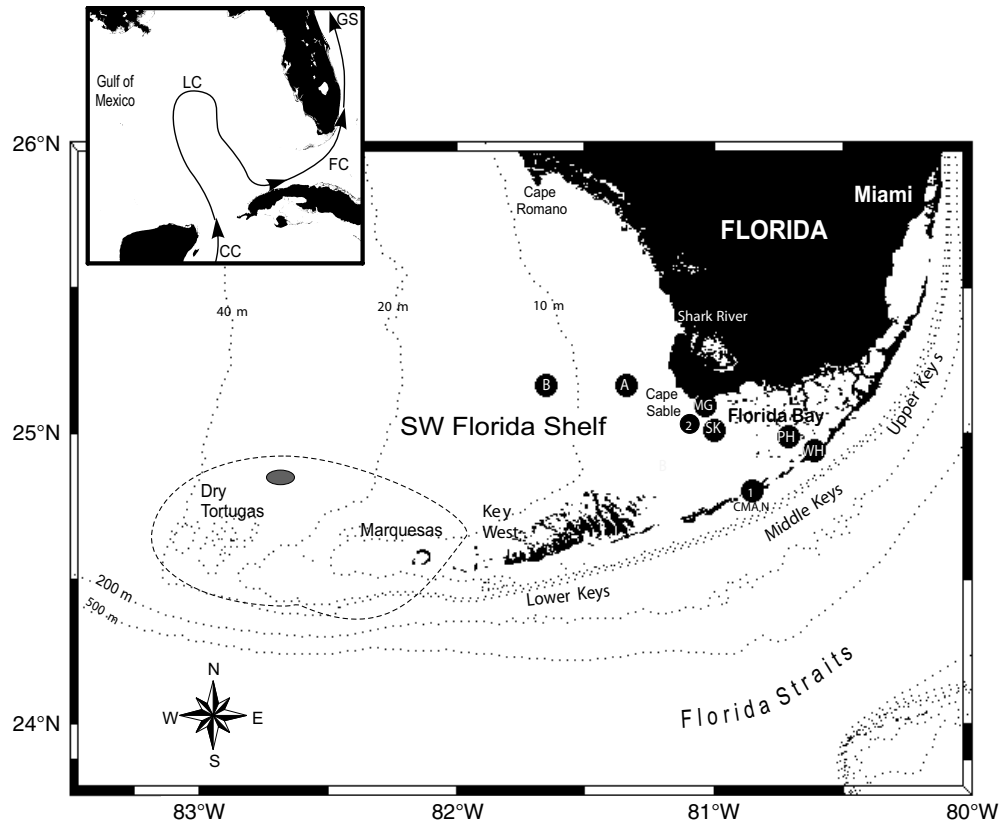 GS
Gulf of
Mexico
LC
FC
CC
26°N
25°N
24°N
83°W
82°W
81°W
80°W
Cape
Romano
Miami
FLORIDA
40 m
20 m
10 m
Shark River
B
A
Cape
Sable
MG
Florida Bay
2
SK
PH
WH
SW Florida Shelf
B
1
CMAN
Upper Keys
Middle Keys
Lower Keys
Dry
Tortugas
Marquesas
Key
West
200 m
500 m
Florida Straits
N
W
E
S